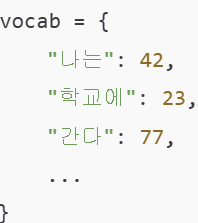 vocab = {
"나는": 42,
"학교에": 23,
"간다": 77,
...
}